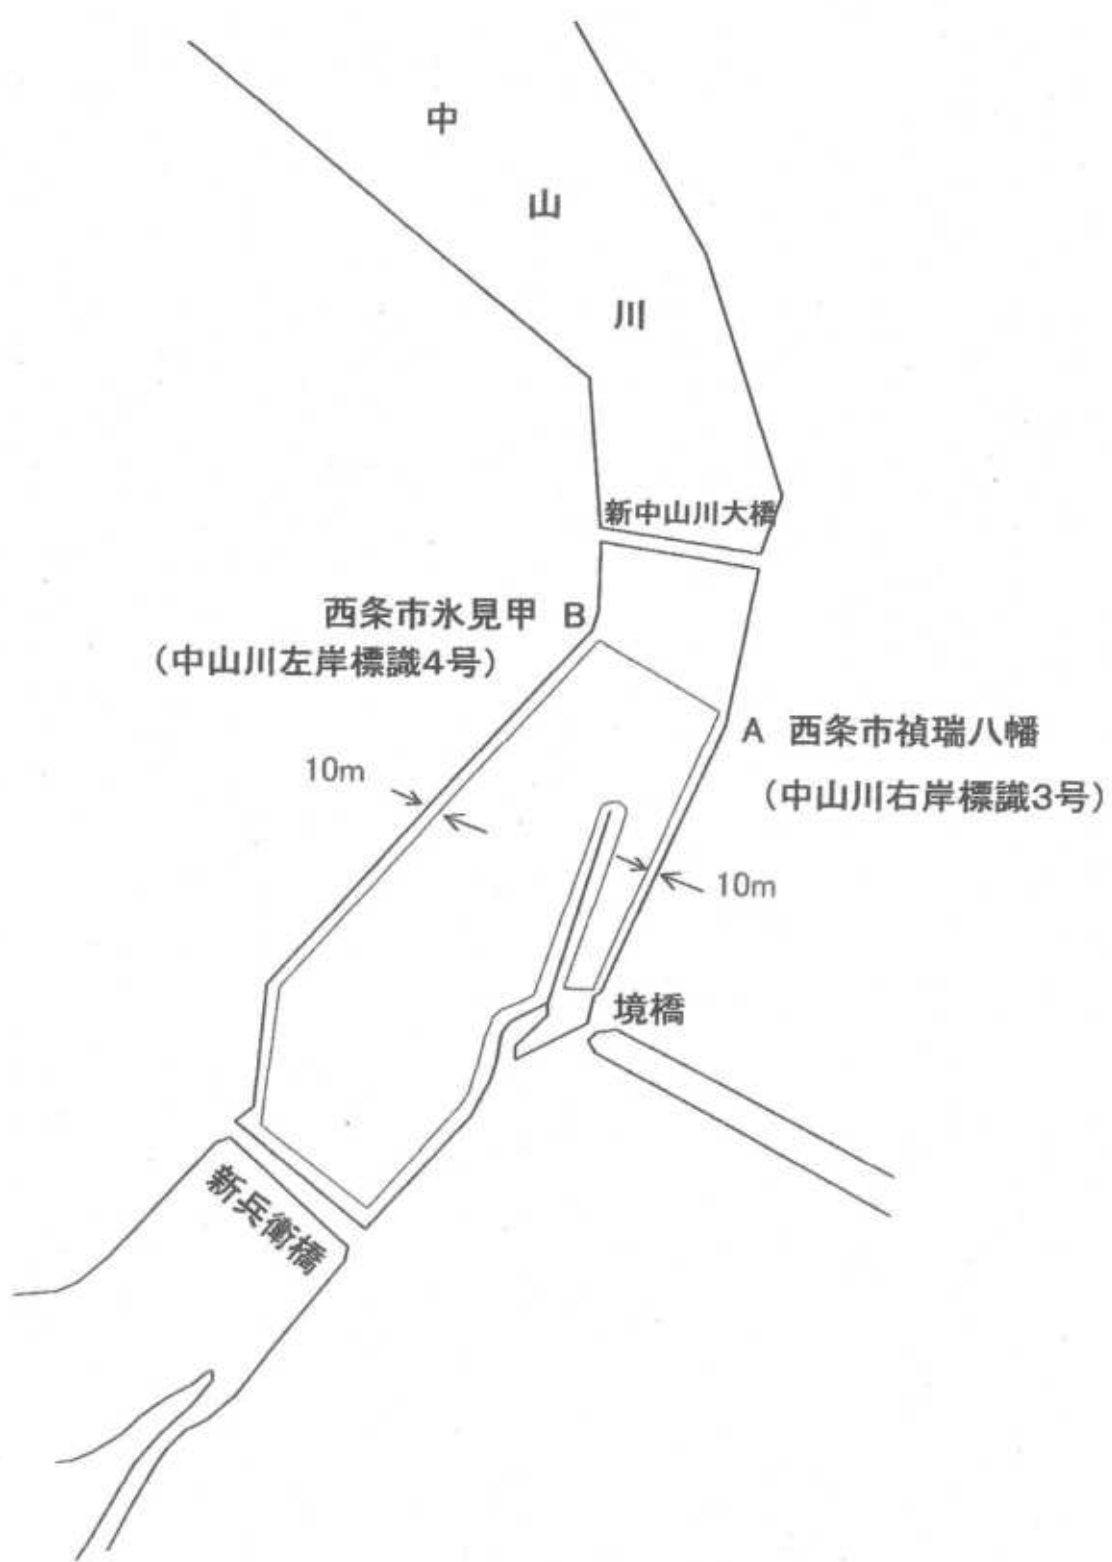 中
山
川
新中山川大橋
西条市氷見甲 B
(中山川左岸標識4号)
A 西条市禎瑞八幡
(中山川右岸標識3号)
10m
10m
境橋
新兵衛橋